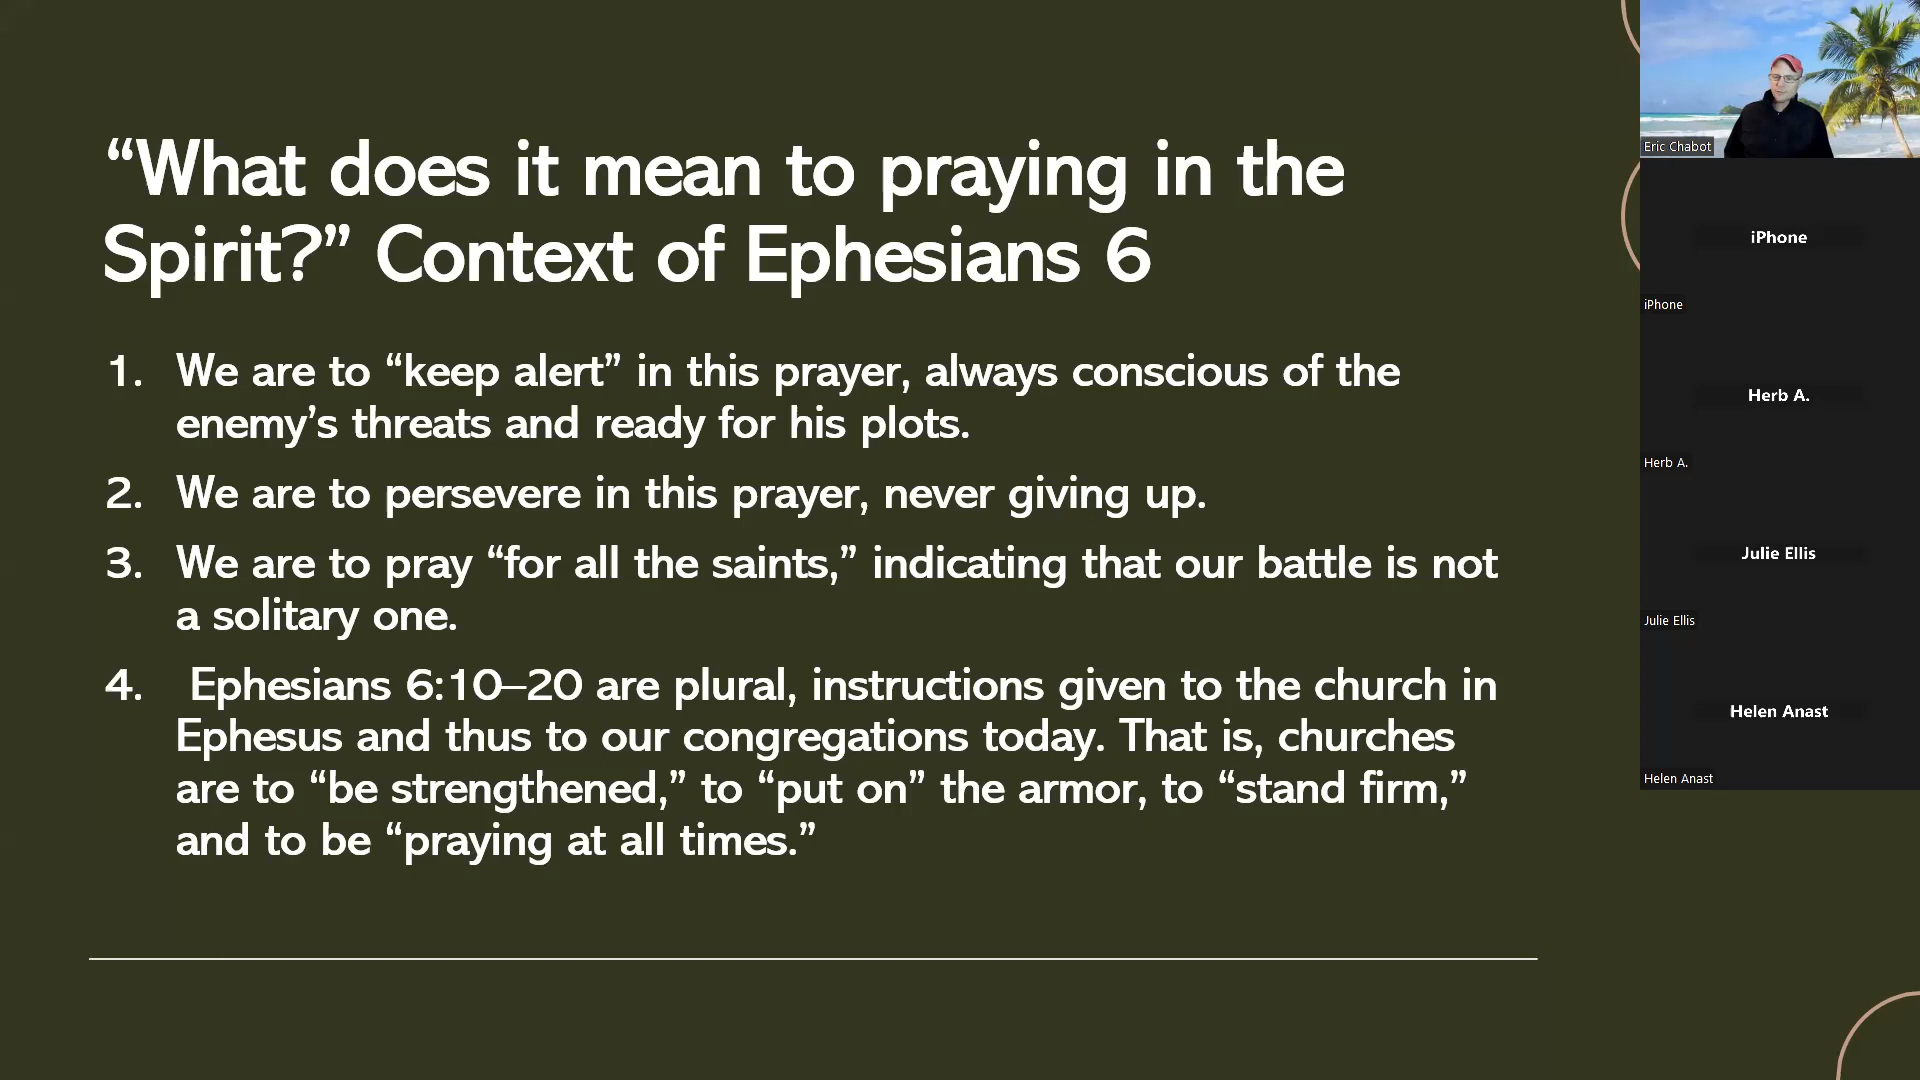 “What does it mean to praying in the
Spirit?” Context of Ephesians 6
1. We are to “keep alert” in this prayer, always conscious of the
enemy’s threats and ready for his plots.
2. We are to persevere in this prayer, never giving up.
3. We are to pray “for all the saints,” indicating that our battle is not
a solitary one.
4. Ephesians 6:10–20 are plural, instructions given to the church in
Ephesus and thus to our congregations today. That is, churches
are to “be strengthened,” to “put on” the armor, to “stand firm,”
and to be “praying at all times.”
Eric Chabot
iPhone
iPhone
Herb A.
Herb A.
Julie Ellis
Julie Ellis
Helen Anast
Helen Anast